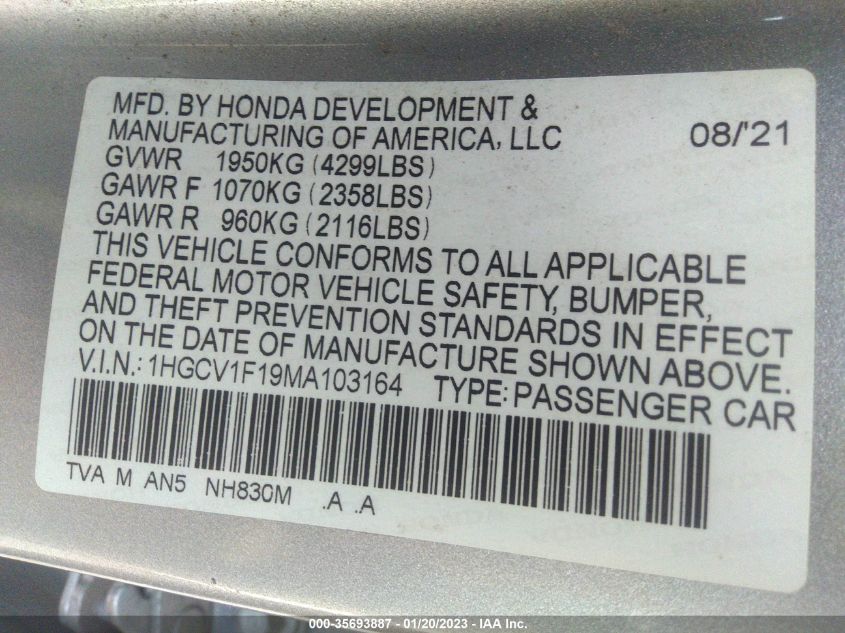 MFD. BY HONDA DEVELOPMENT &
MANUFACTURING OF AMERICA, LLC 08/'21
GVWR 1950KG (4299LBS)
GAWR F 1070KG (2358LBS)
GAWR R 960KG (2116LBS)
THIS VEHICLE CONFORMS TO ALL APPLICABLE
FEDERAL MOTOR VEHICLE SAFETY, BUMPER,
AND THEFT PREVENTION STANDARDS IN EFFECT
ON THE DATE OF MANUFACTURE SHOWN ABOVE.
V.I.N.: 1HGCV1F19MA103164 TYPE: PASSENGER CAR
TVA M AN5 NH830M .A .A
000-35693887 - 01/20/2023 - IAA Inc.